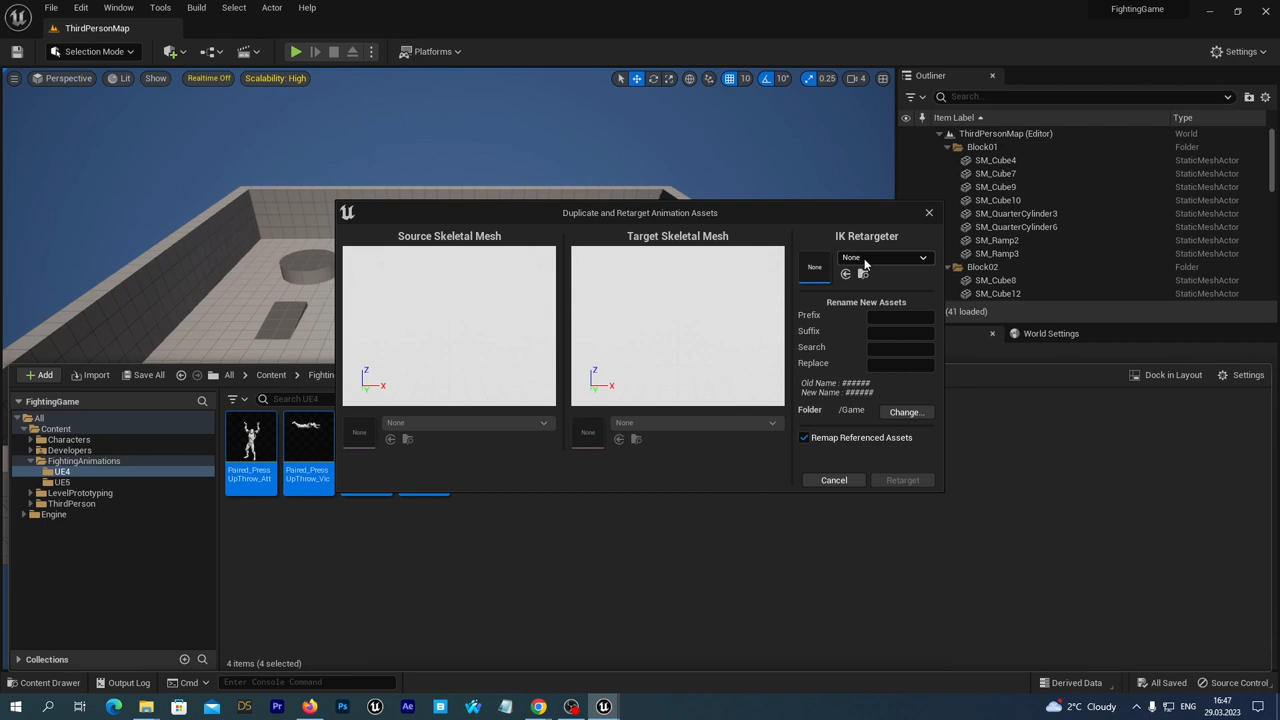 File Edit Window Tools Build Select Actor Help
FightingGame
ThirdPersonMap
Selection Mode
Platforms
Settings
Perspective Lit Show Realtime Off Scalability: High
10 10° 0.25 4
Outliner
Search...
Item Label Type
ThirdPersonMap (Editor) World
Block01 Folder
SM_Cube4 StaticMeshActor
SM_Cube7 StaticMeshActor
SM_Cube9 StaticMeshActor
SM_Cube10 StaticMeshActor
SM_QuarterCylinder3 StaticMeshActor
SM_QuarterCylinder6 StaticMeshActor
SM_Ramp2 StaticMeshActor
SM_Ramp3 StaticMeshActor
Block02 Folder
SM_Cube8 StaticMeshActor
SM_Cube12 StaticMeshActor
(41 loaded)
World Settings
Duplicate and Retarget Animation Assets
Source Skeletal Mesh
Target Skeletal Mesh
IK Retargeter
None
None
Rename New Assets
Prefix
Suffix
Search
Replace
Old Name : ######
New Name : ######
Folder /Game Change...
Remap Referenced Assets
Cancel Retarget
Z
X
Y
Z
X
Y
None None
None None
Add Import Save All All Content Fightin
Dock in Layout Settings
FightingGame
Search UE4
All
Content
Characters
Developers
FightingAnimations
UE4
UE5
LevelPrototyping
ThirdPerson
Engine
Paired_Press
UpThrow_Att
Paired_Press
UpThrow_Vic
4 items (4 selected)
Collections
Content Drawer Output Log Cmd Enter Console Command
Derived Data All Saved Source Control
DS Pr Ps Ae
2°C Cloudy
16:47
29.03.2023